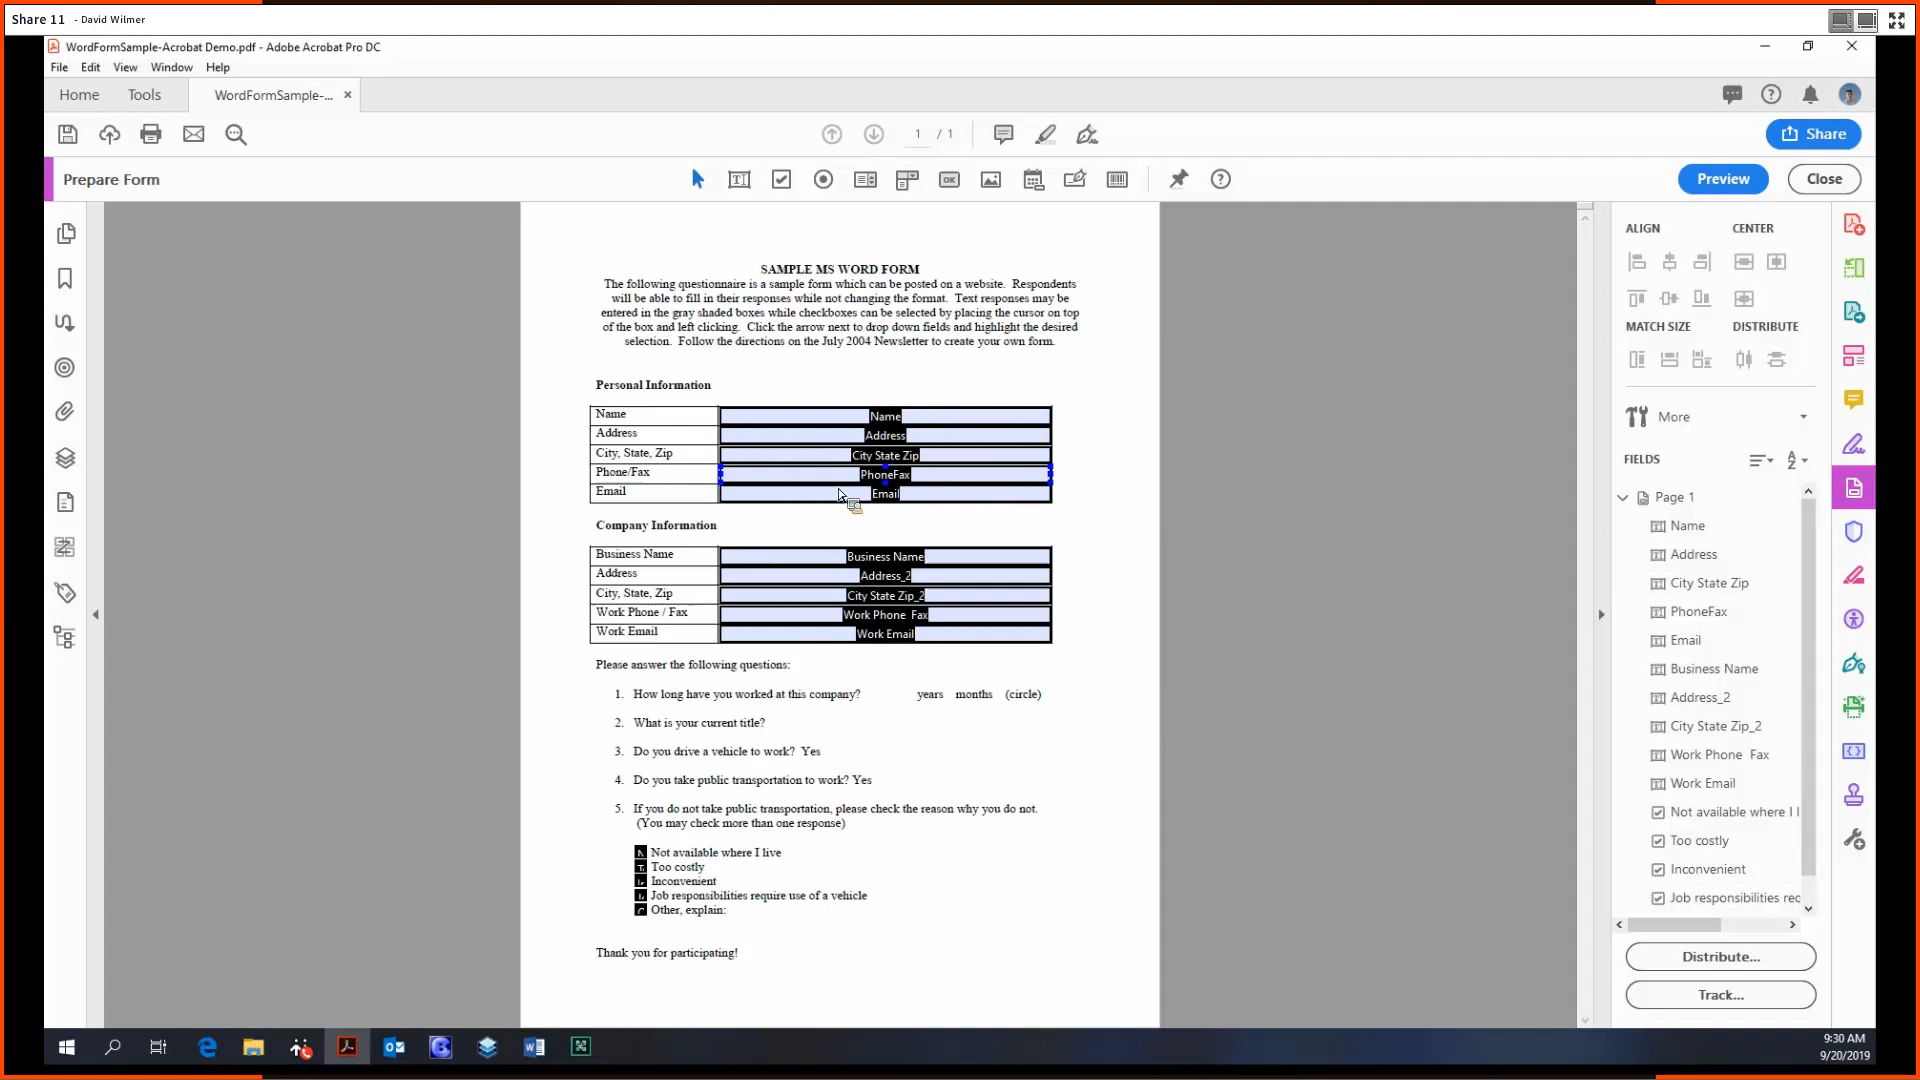 Share 11 - David Wilmer
WordFormSample-Acrobat Demo.pdf - Adobe Acrobat Pro DC
File Edit View Window Help
Home Tools WordFormSample-... ×
1 / 1
Share
Prepare Form
OK
Preview Close
SAMPLE MS WORD FORM
The following questionnaire is a sample form which can be posted on a website. Respondents
will be able to fill in their responses while not changing the format. Text responses may be
entered in the gray shaded boxes while checkboxes can be selected by placing the cursor on top
of the box and left clicking. Click the arrow next to drop down fields and highlight the desired
selection. Follow the directions on the July 2004 Newsletter to create your own form.
Personal Information
Name Name
Address Address
City, State, Zip City State Zip
Phone/Fax PhoneFax
Email Email
Company Information
Business Name Business Name
Address Address_2
City, State, Zip City State Zip_2
Work Phone / Fax Work Phone Fax
Work Email Work Email
Please answer the following questions:
1. How long have you worked at this company? years months (circle)
2. What is your current title?
3. Do you drive a vehicle to work? Yes
4. Do you take public transportation to work? Yes
5. If you do not take public transportation, please check the reason why you do not.
(You may check more than one response)
Not available where I live
Too costly
Inconvenient
Job responsibilities require use of a vehicle
Other, explain:
Thank you for participating!
ALIGN CENTER
MATCH SIZE DISTRIBUTE
More
FIELDS
Page 1
Name
Address
City State Zip
PhoneFax
Email
Business Name
Address_2
City State Zip_2
Work Phone Fax
Work Email
Not available where I l
Too costly
Inconvenient
Job responsibilities req
Distribute...
Track...
9:30 AM
9/20/2019